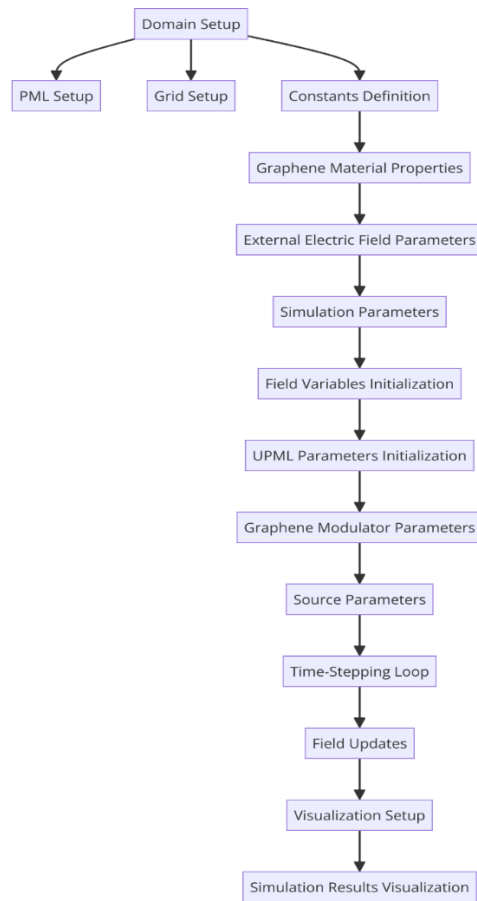 Domain Setup
PML Setup
Grid Setup
Constants Definition
Graphene Material Properties
External Electric Field Parameters
Simulation Parameters
Field Variables Initialization
UPML Parameters Initialization
Graphene Modulator Parameters
Source Parameters
Time-Stepping Loop
Field Updates
Visualization Setup
Simulation Results Visualization